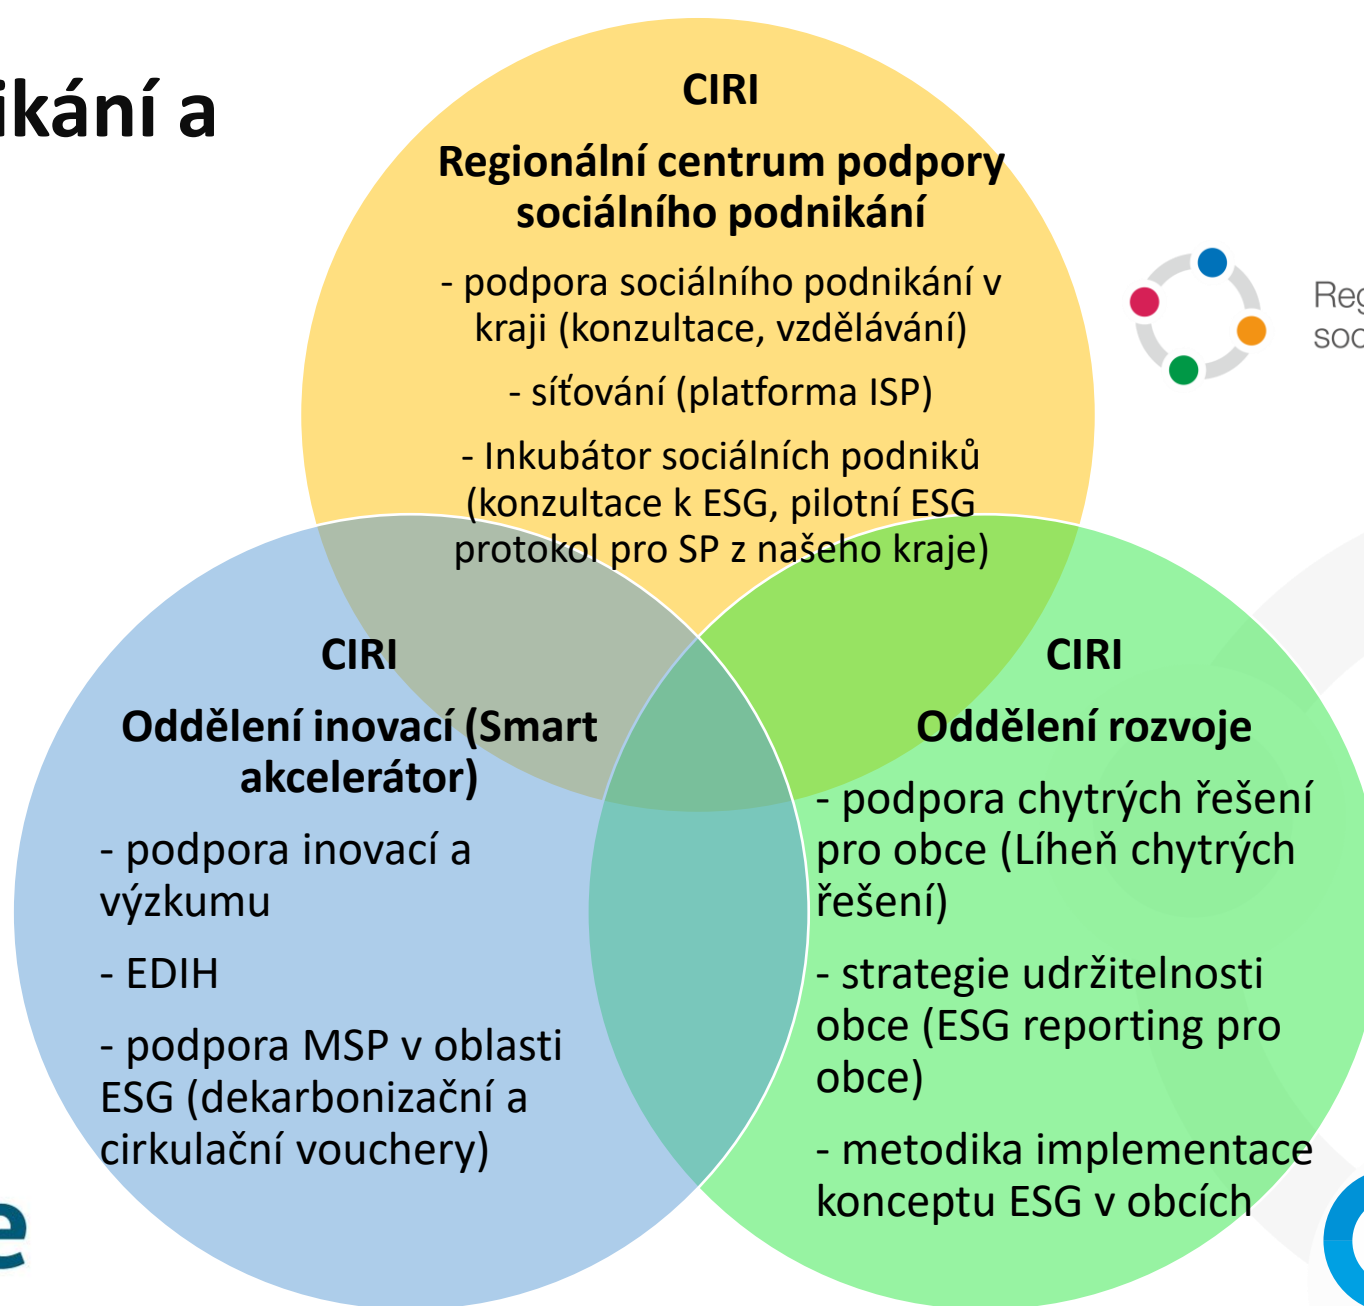 ikání a
CIRI
Regionální centrum podpory
sociálního podnikání
- podpora sociálního podnikání v
kraji (konzultace, vzdělávání)
- síťování (platforma ISP)
- Inkubátor sociálních podniků
(konzultace k ESG, pilotní ESG
protokol pro SP z našeho kraje)
Reg
soc
CIRI
Oddělení inovací (Smart
akcelerátor)
- podpora inovací a
výzkumu
- EDIH
- podpora MSP v oblasti
ESG (dekarbonizační a
cirkulační vouchery)
CIRI
Oddělení rozvoje
- podpora chytrých řešení
pro obce (Líheň chytrých
řešení)
- strategie udržitelnosti
obce (ESG reporting pro
obce)
- metodika implementace
konceptu ESG v obcích
e